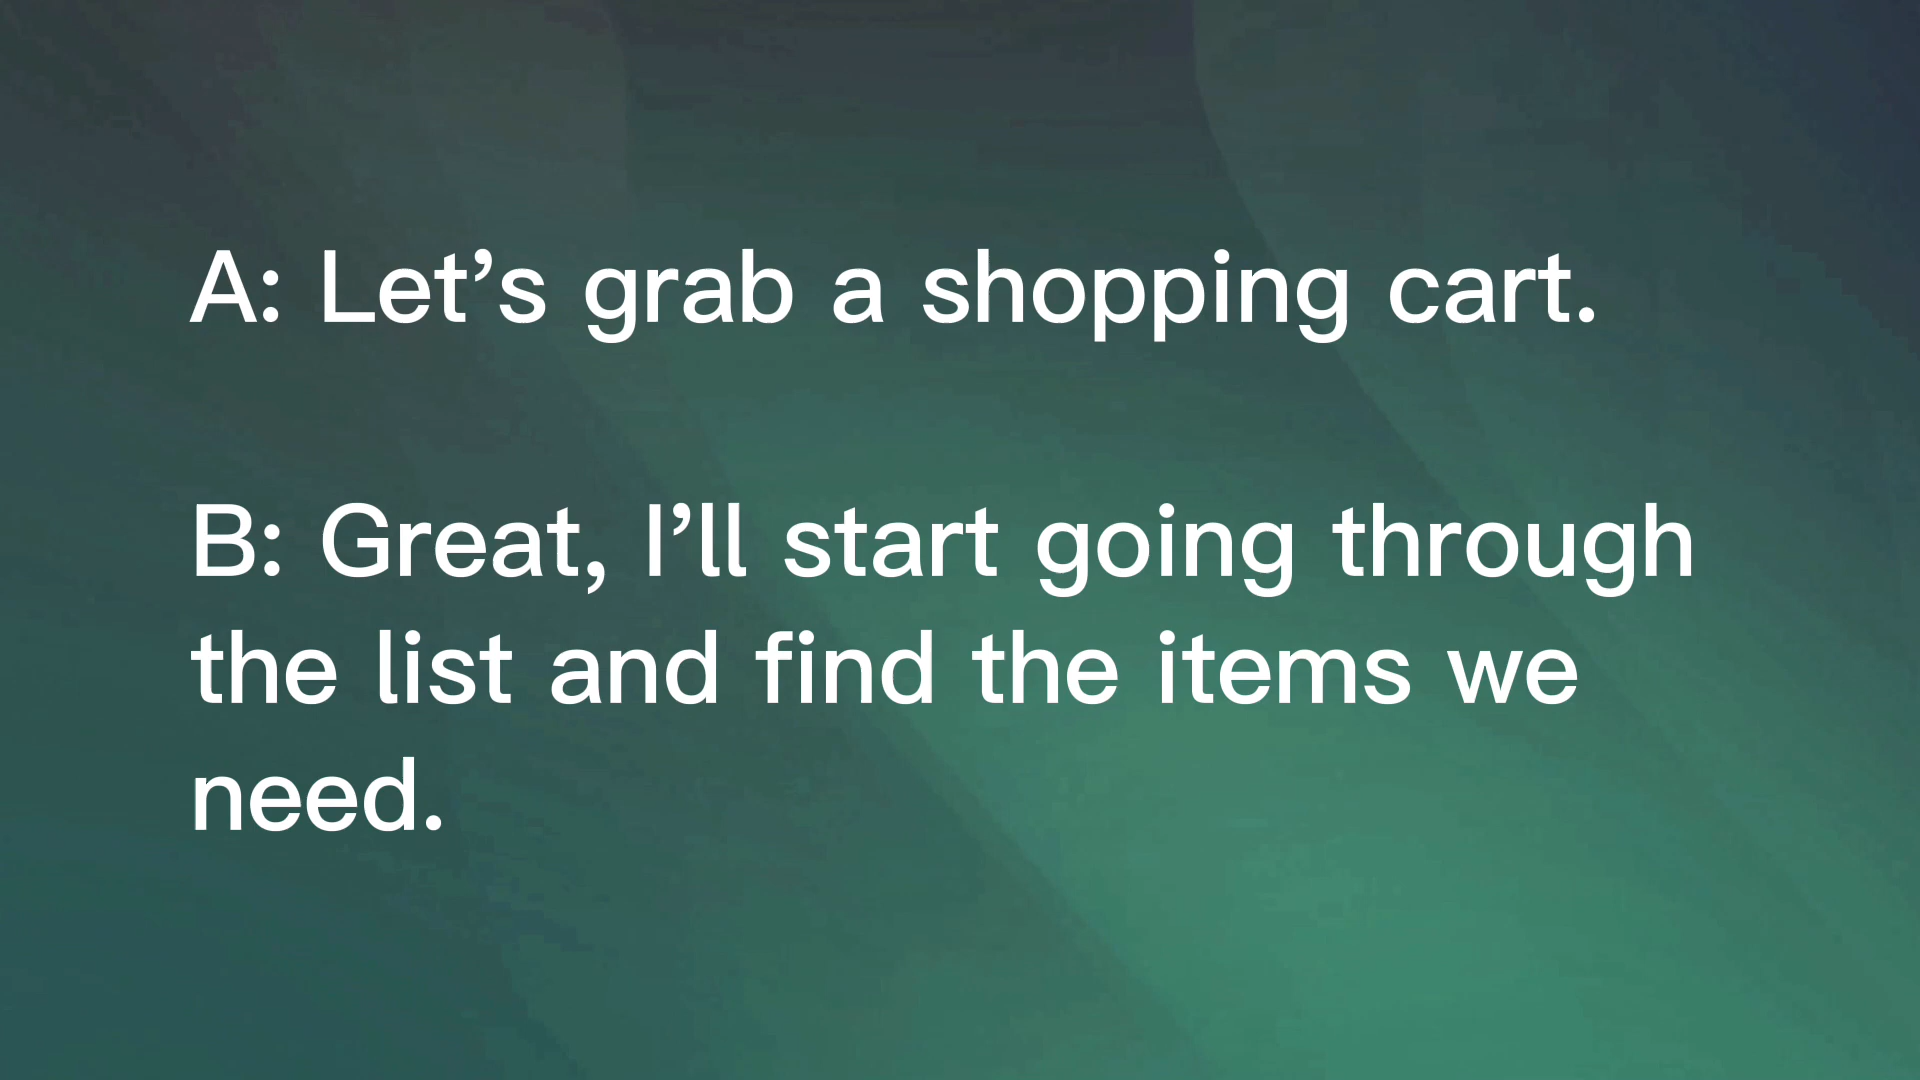 A: Let’s grab a shopping cart.
B: Great, I’ll start going through
the list and find the items we
need.